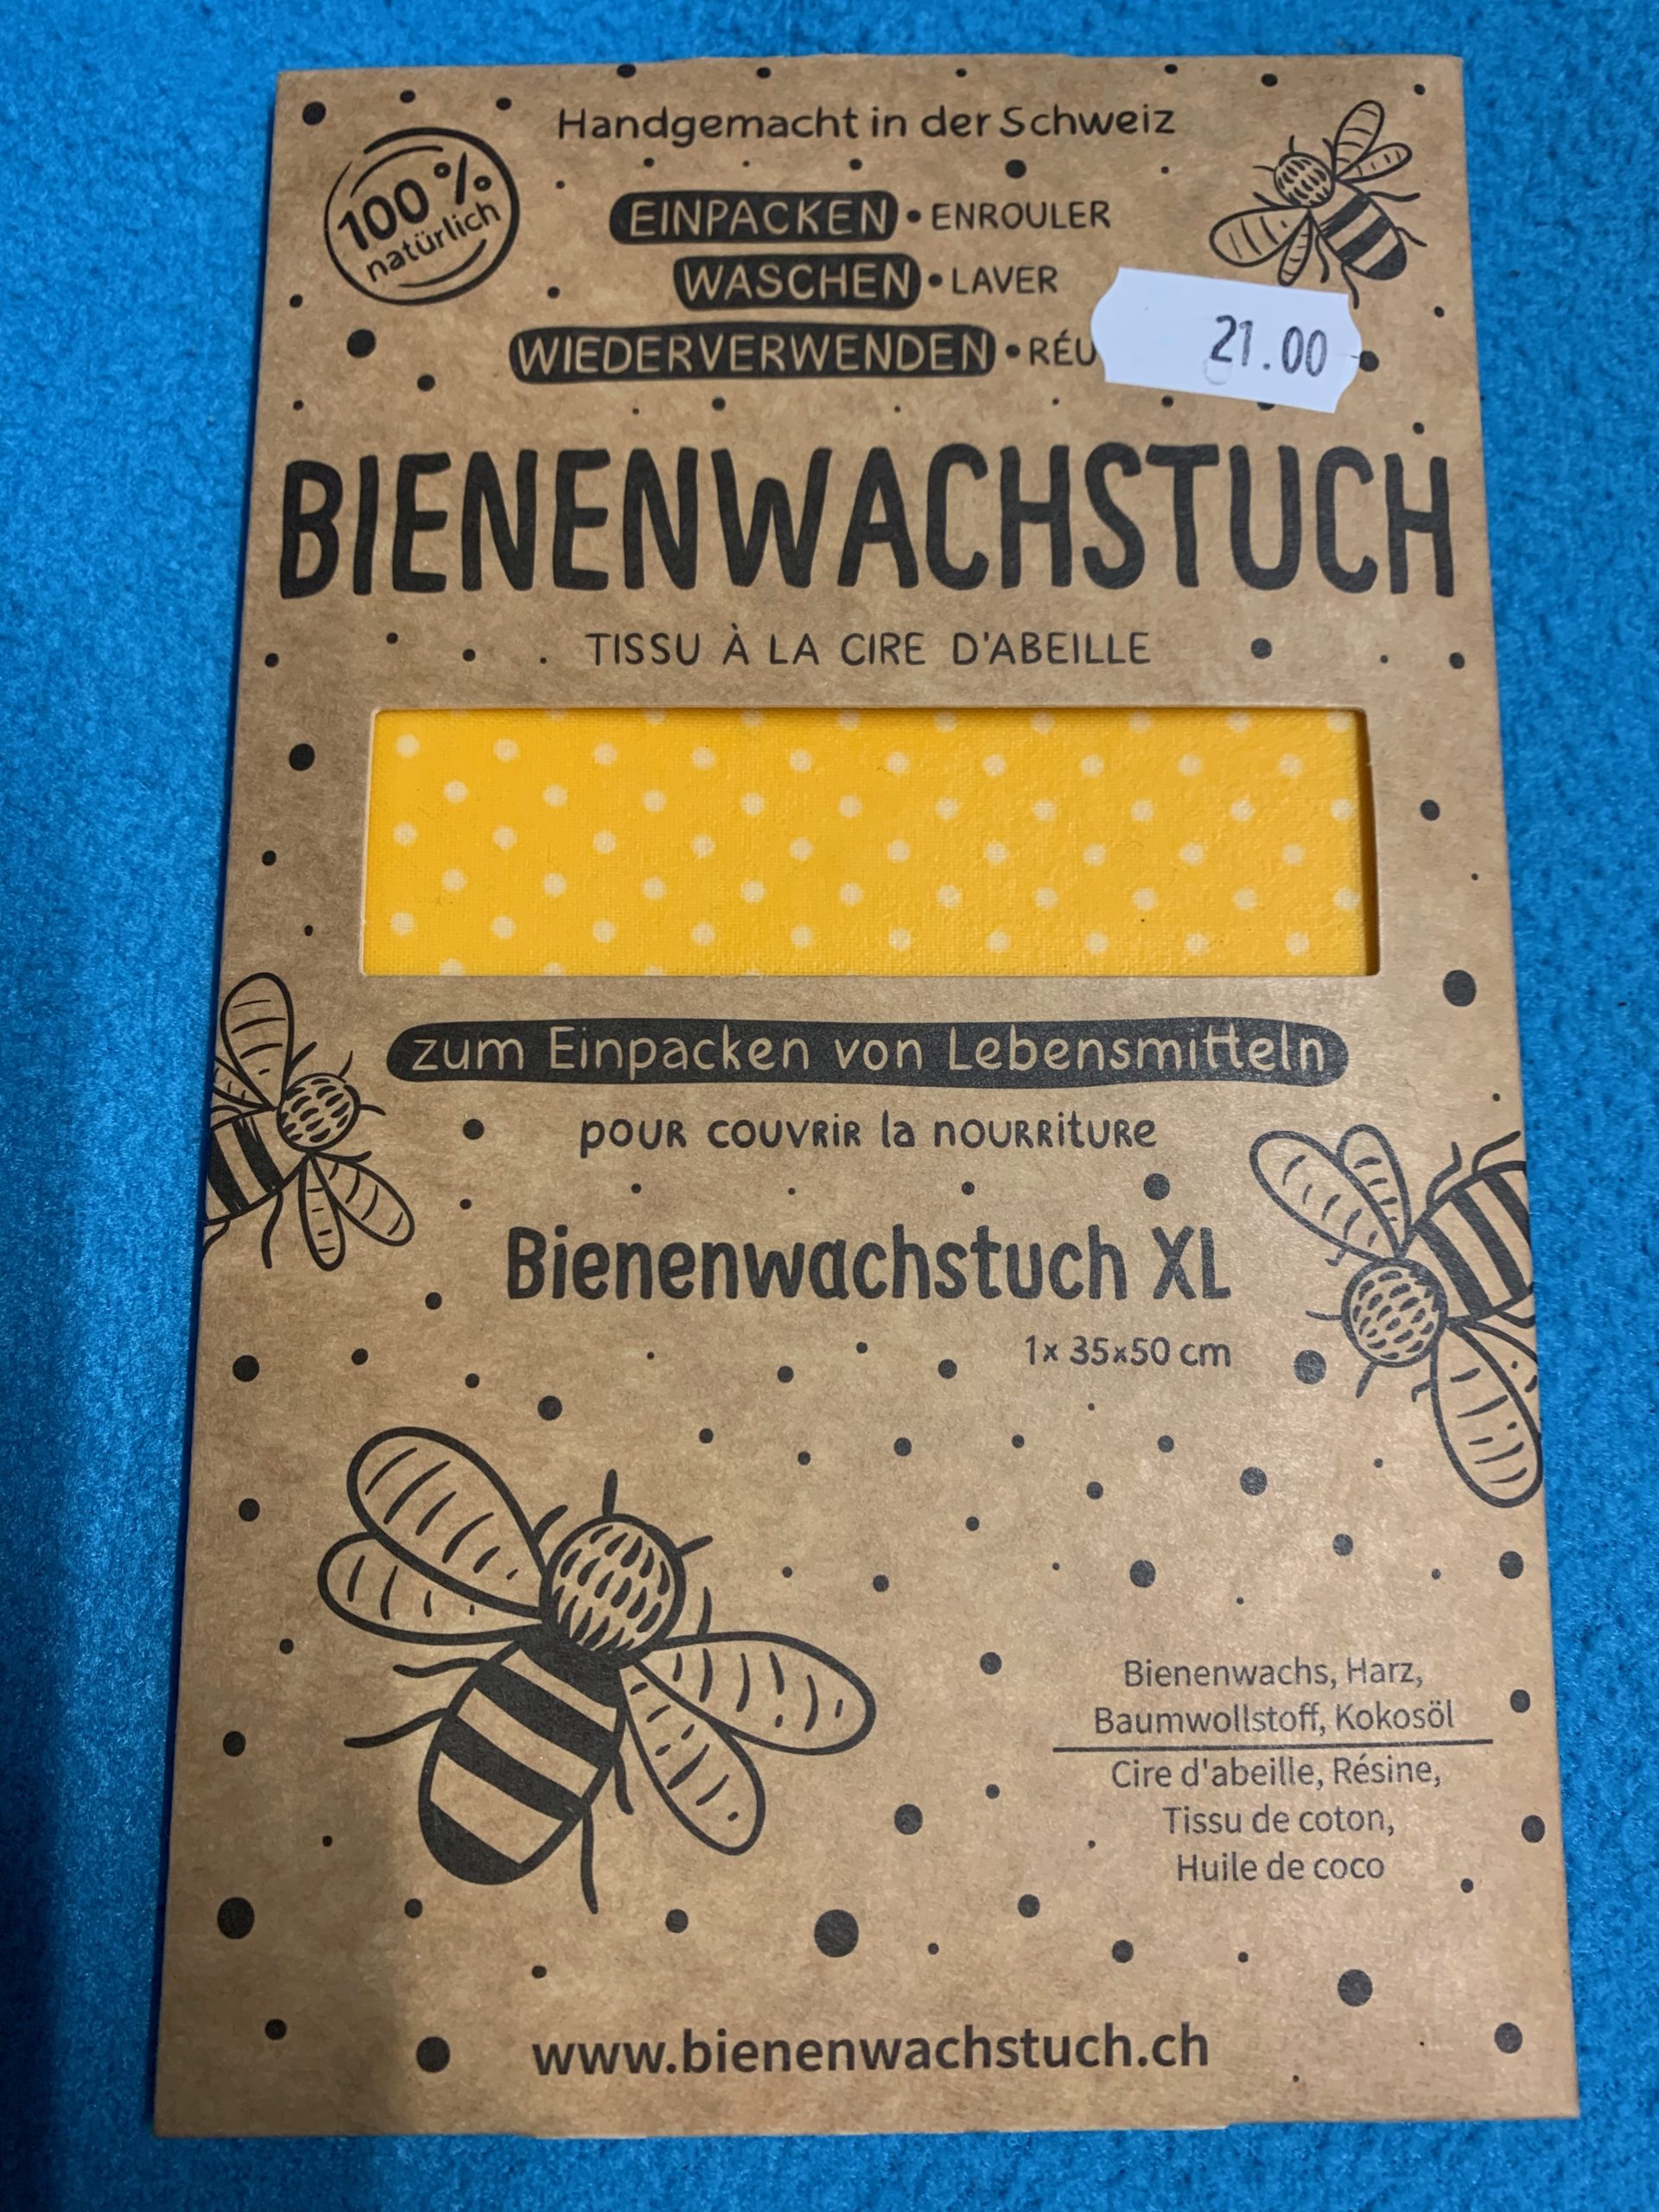 Handgemacht in der Schweiz
100 %
natürlich
EINPACKEN • ENROULER
WASCHEN • LAVER
WIEDERVERWENDEN • RÉU
21.00
BIENENWACHSTUCH
TISSU À LA CIRE D'ABEILLE
zum Einpacken von Lebensmitteln
pour couvrir la nourriture
Bienenwachstuch XL
1x 35x50 cm
Bienenwachs, Harz,
Baumwollstoff, Kokosöl
Cire d'abeille, Résine,
Tissu de coton,
Huile de coco
www.bienenwachstuch.ch